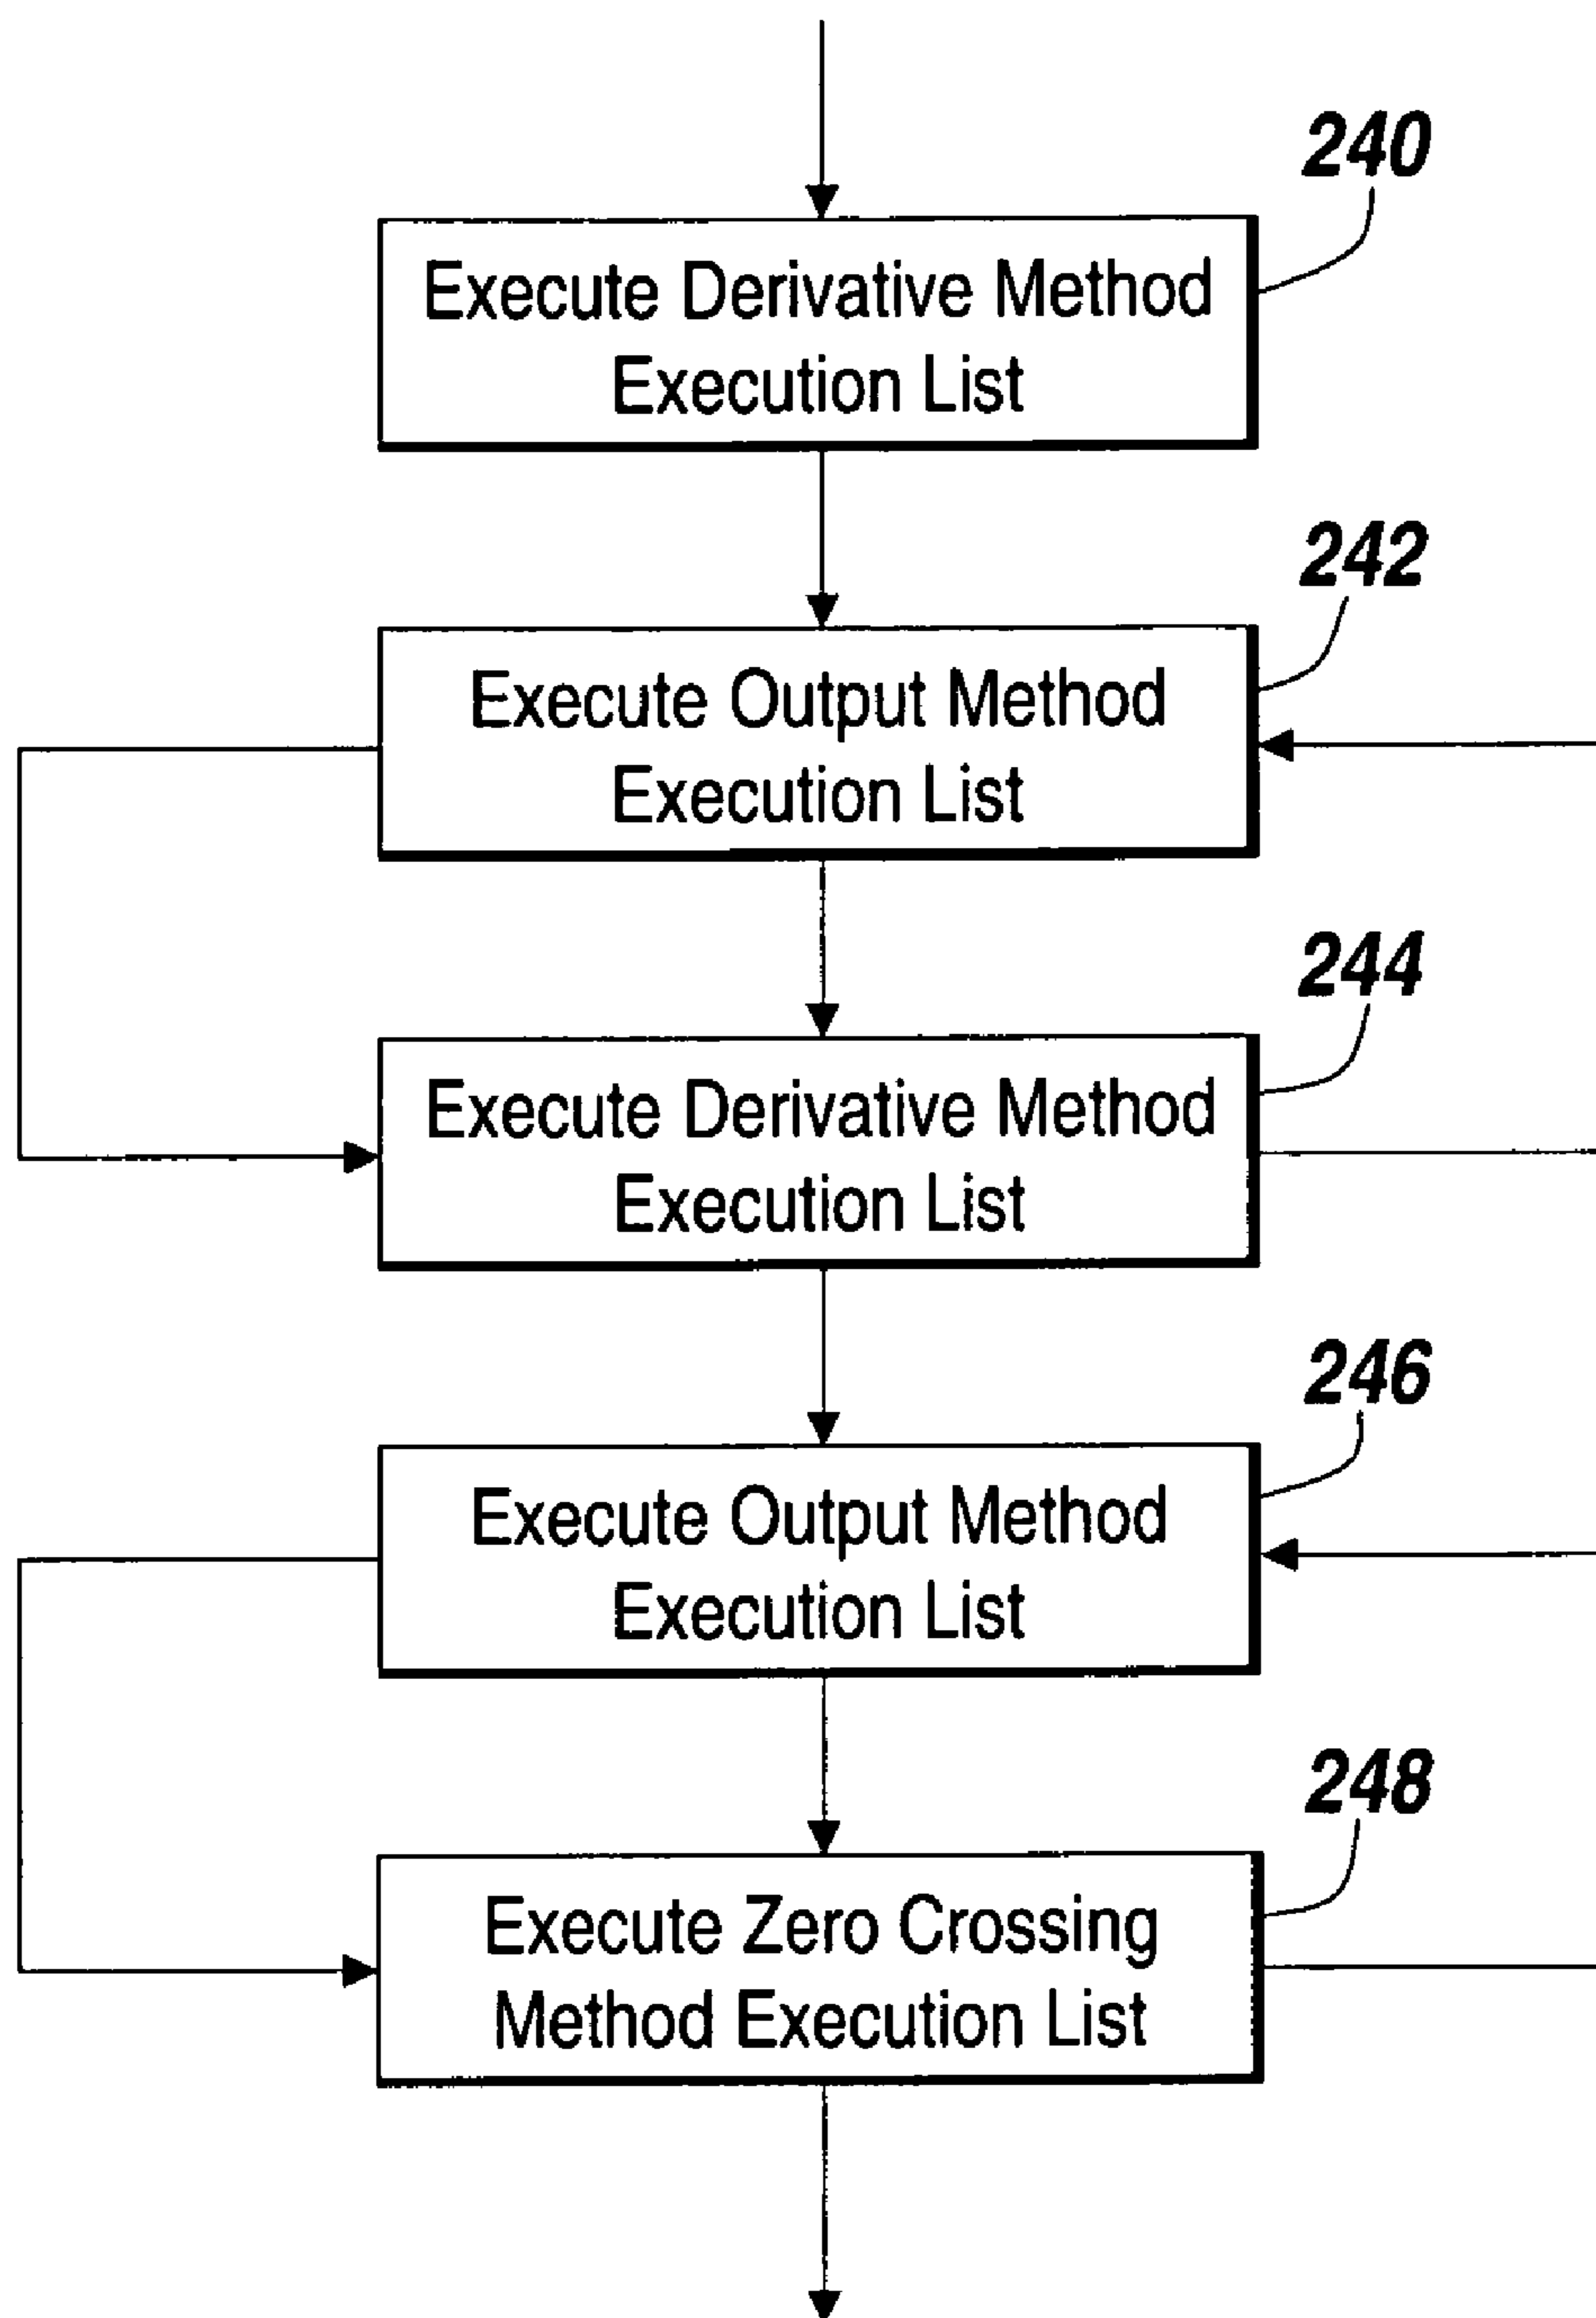 240
Execute Derivative Method
Execution List
242
Execute Output Method
Execution List
244
Execute Derivative Method
Execution List
246
Execute Output Method
Execution List
248
Execute Zero Crossing
Method Execution List